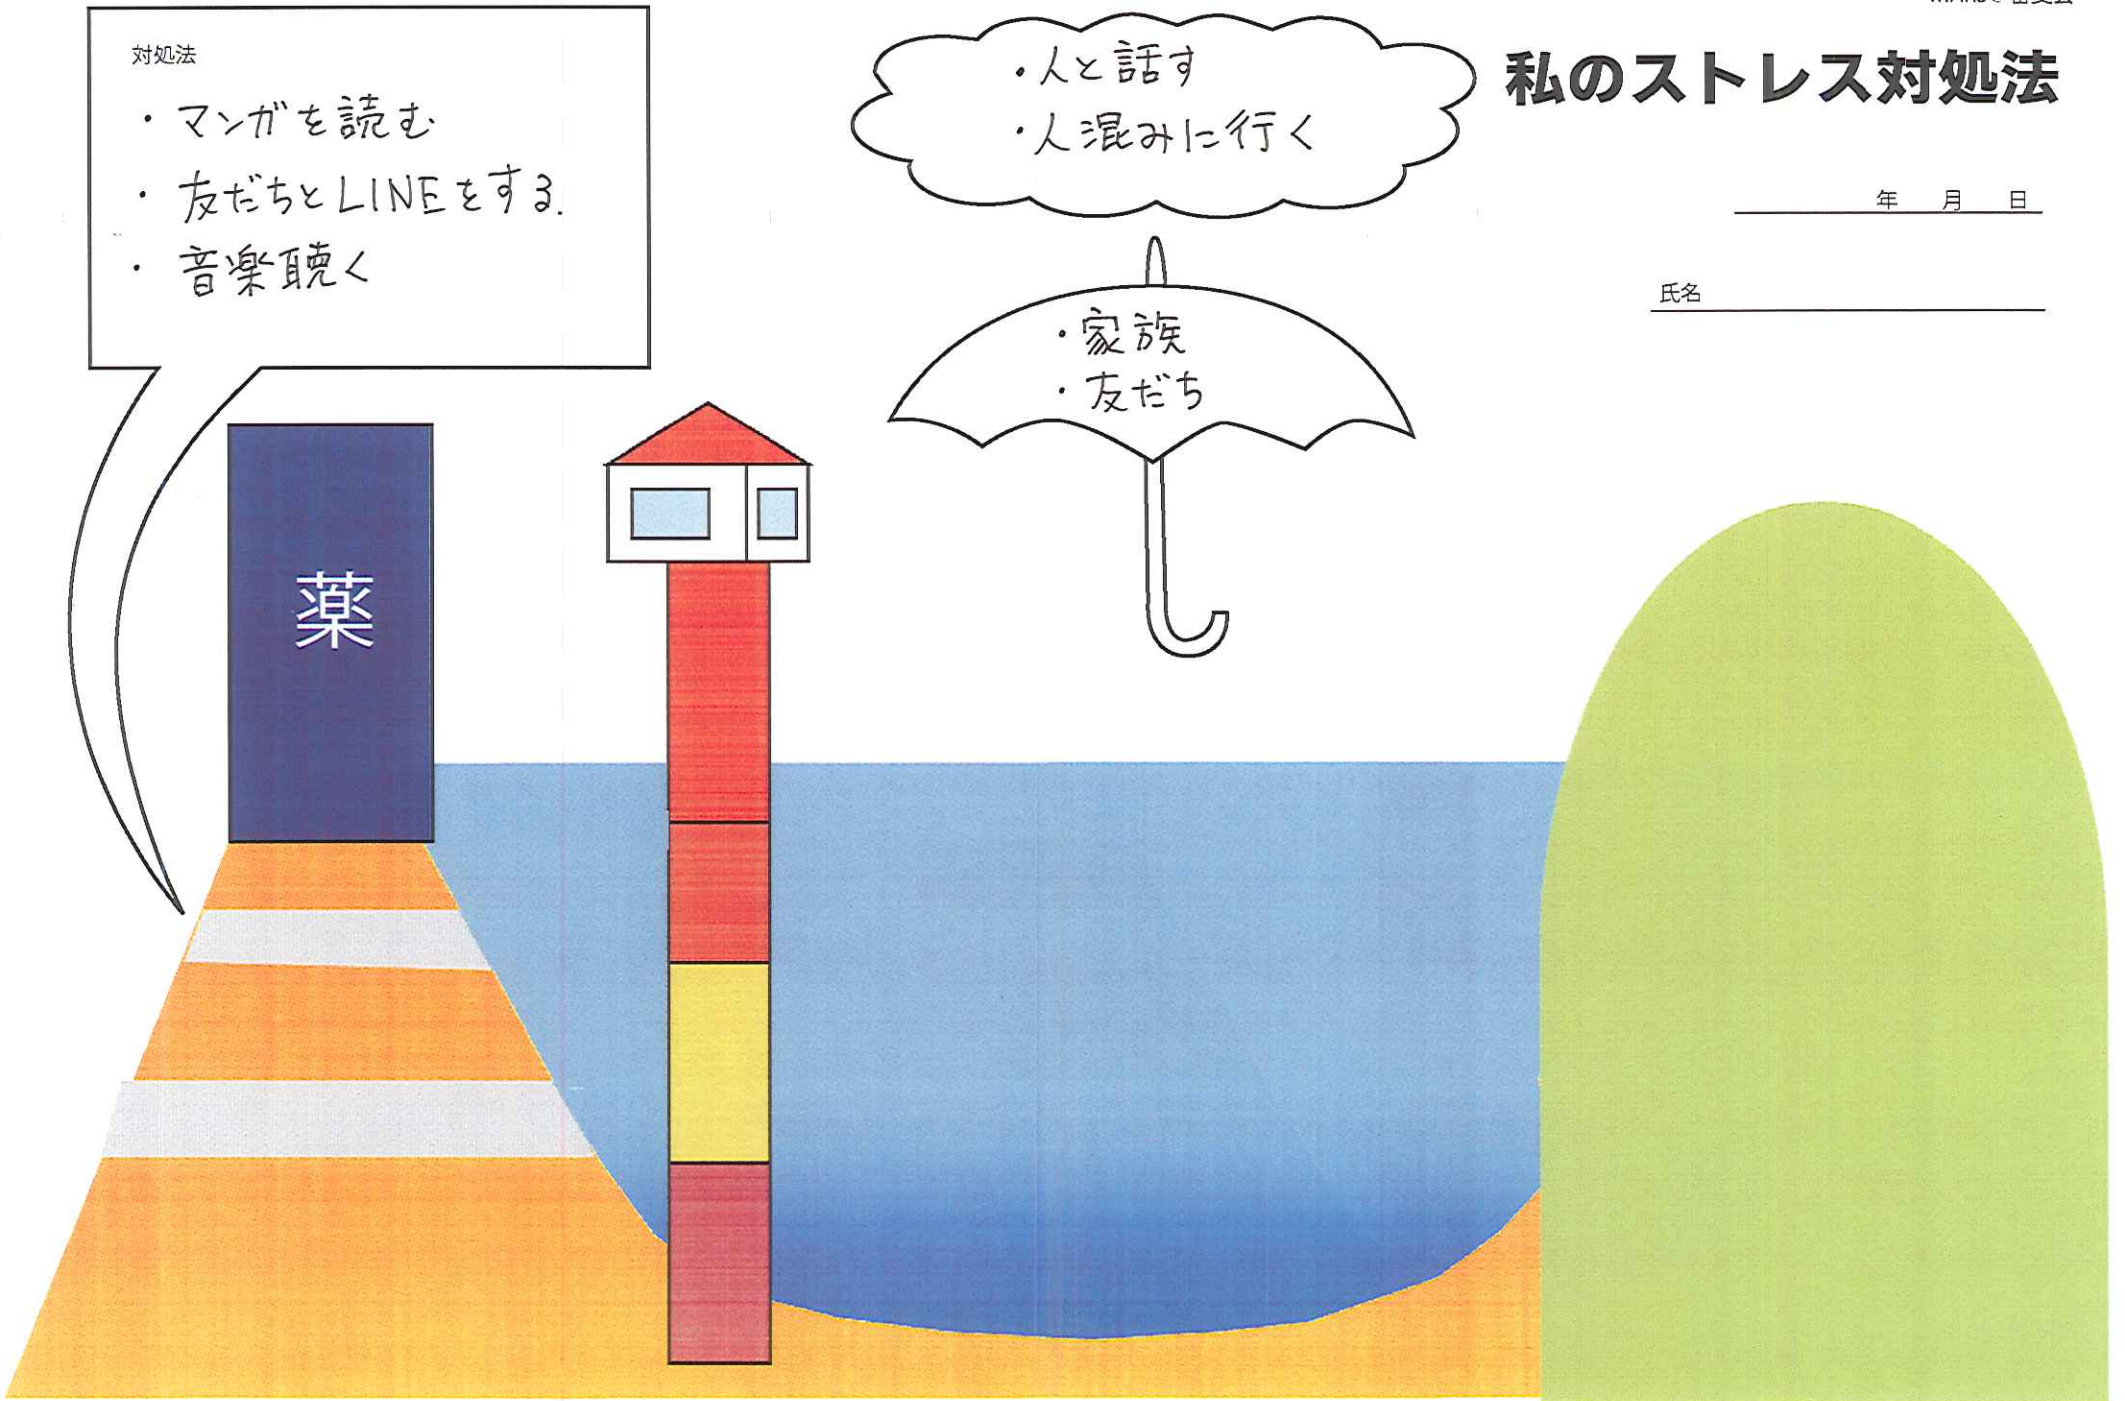 対処法
・マンガを読む
・友だちとLINEをする.
・音楽聴く
・人と話す
・人混みに行く
・家族
・友だち
私のストレス対処法
年 月 日
氏名
薬